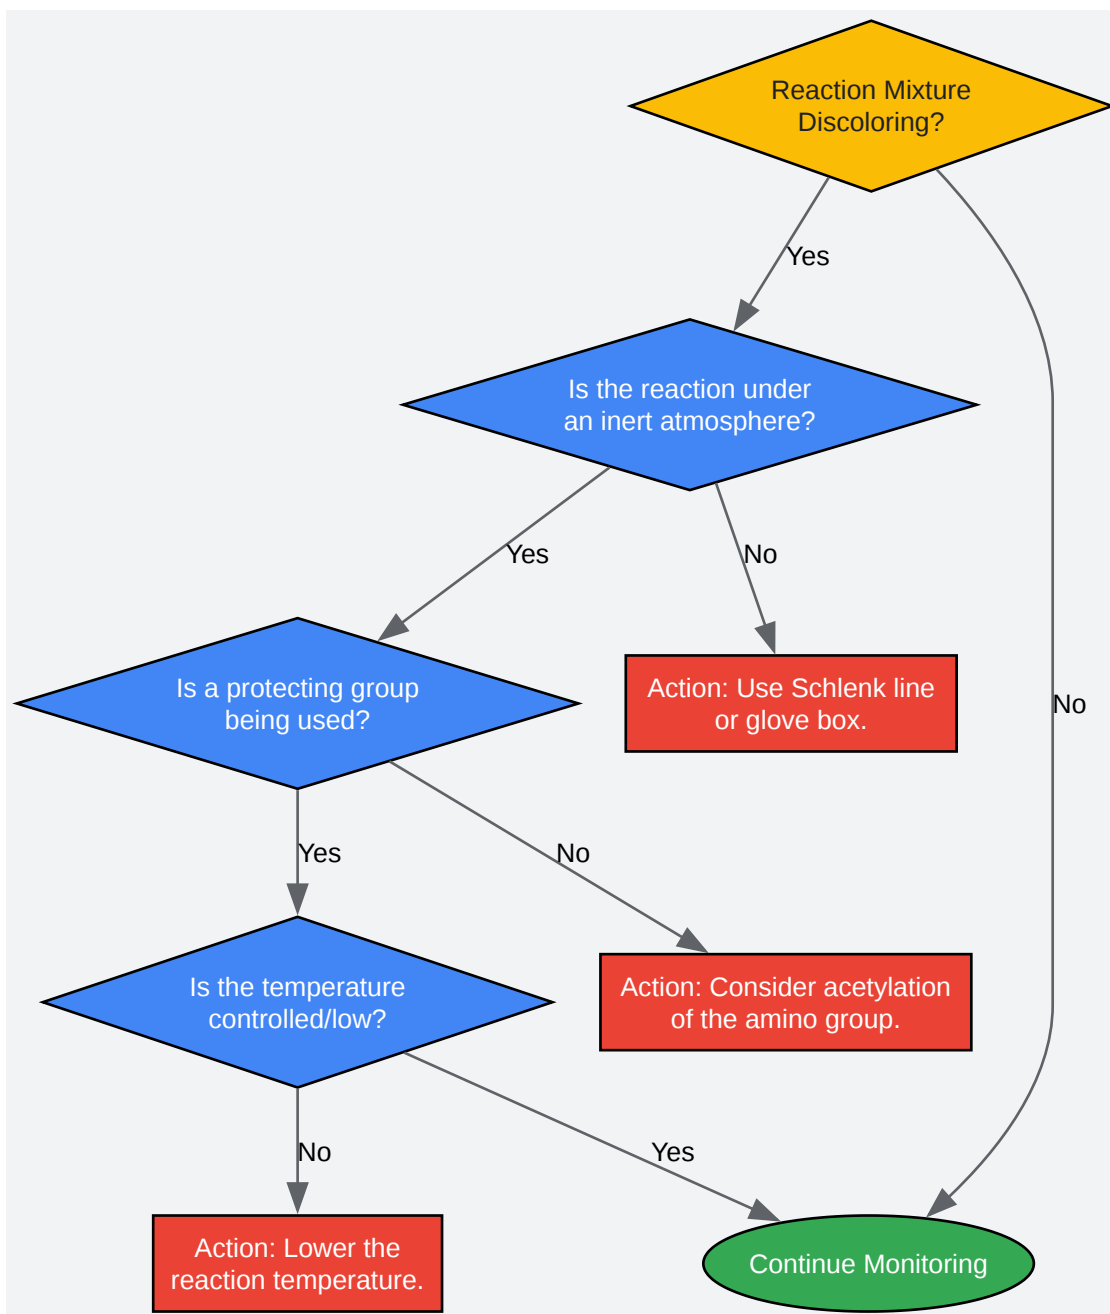 Reaction Mixture
Discoloring?
Yes
Is the reaction under
an inert atmosphere?
Yes
No
Is a protecting group
being used?
Action: Use Schlenk line
or glove box.
No
Yes
No
Is the temperature
controlled/low?
Action: Consider acetylation
of the amino group.
No
Yes
Action: Lower the
reaction temperature.
Continue Monitoring